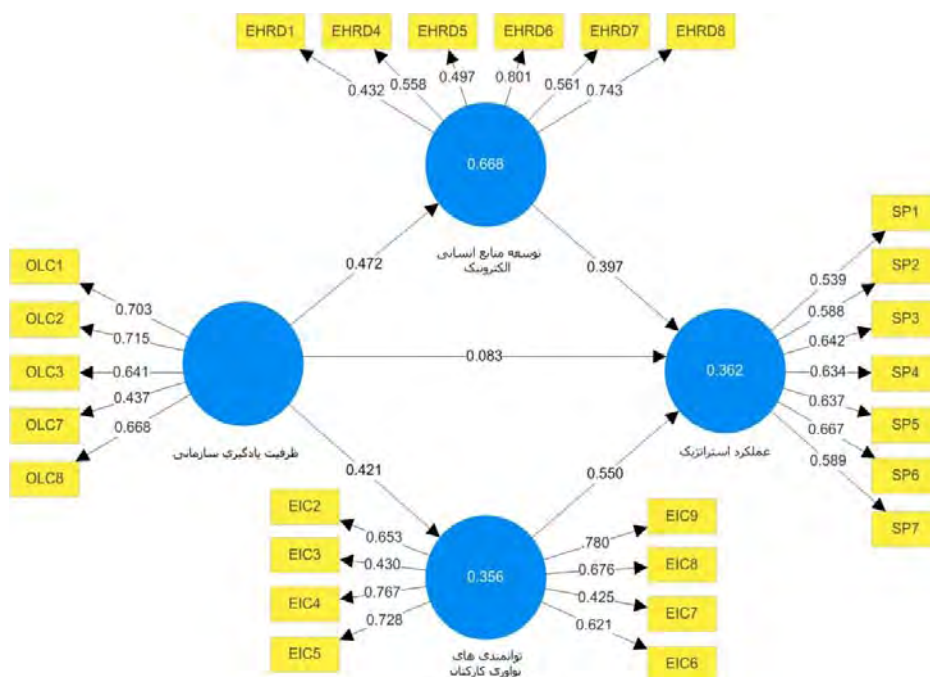 EHRD1 EHRD4 EHRD5 EHRD6 EHRD7 EHRD8
0.432 0.558 0.497 0.801 0.561 0.743
0.668
توسعه منابع انسانی
الکترونیک
0.472
0.397
OLC1
OLC2
OLC3
OLC7
OLC8
0.703
0.715
0.641
0.437
0.668
ظرفیت یادگیری سازمانی
0.083
0.421
0.550
SP1
SP2
SP3
SP4
SP5
SP6
SP7
0.539
0.588
0.642
0.634
0.637
0.667
0.589
0.362
عملکرد استراتژیک
EIC2
EIC3
EIC4
EIC5
0.653
0.430
0.767
0.728
0.356
.780
0.676
0.425
0.621
EIC9
EIC8
EIC7
EIC6
توانمندی های
نوآوری کارکنان